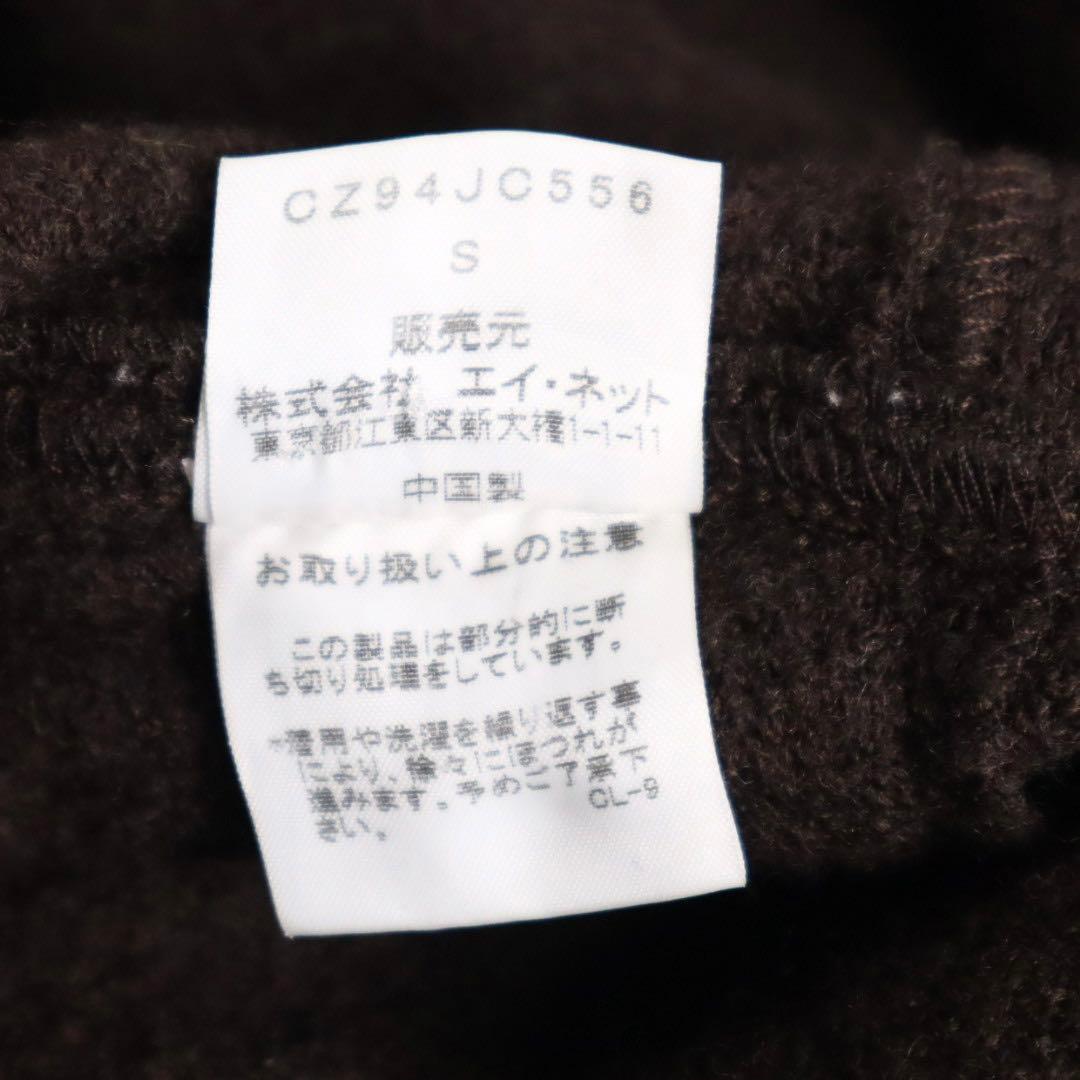 CZ94JC556
S
販売元
株式会社 エイ・ネット
東京都江東区新大橋1-1-11
中国製
お取り扱い上の注意
この製品は部分的に断
ち切り処理をしています。
*着用や洗濯を繰り返す事
により、徐々にほつれが
進みます。予めご了承下
さい。
CL-9